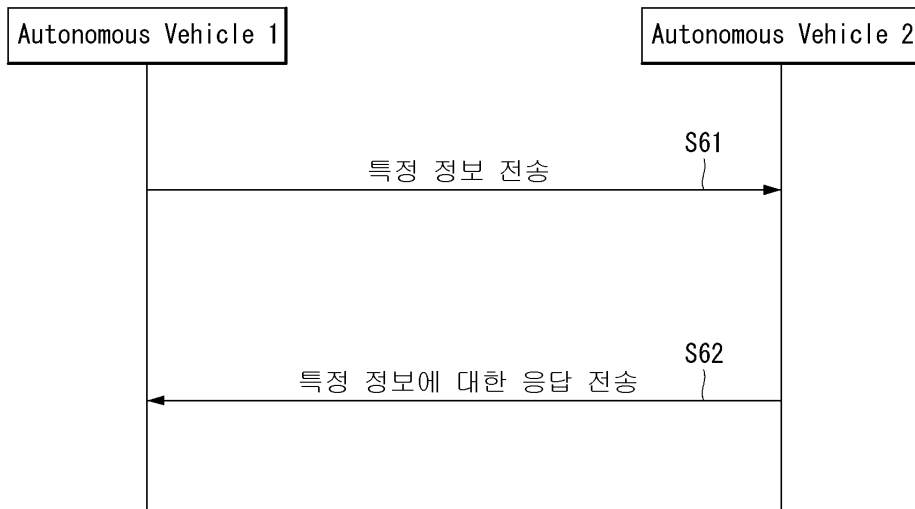 Autonomous Vehicle 1
Autonomous Vehicle 2
S61
특정 정보 전송
S62
특정 정보에 대한 응답 전송